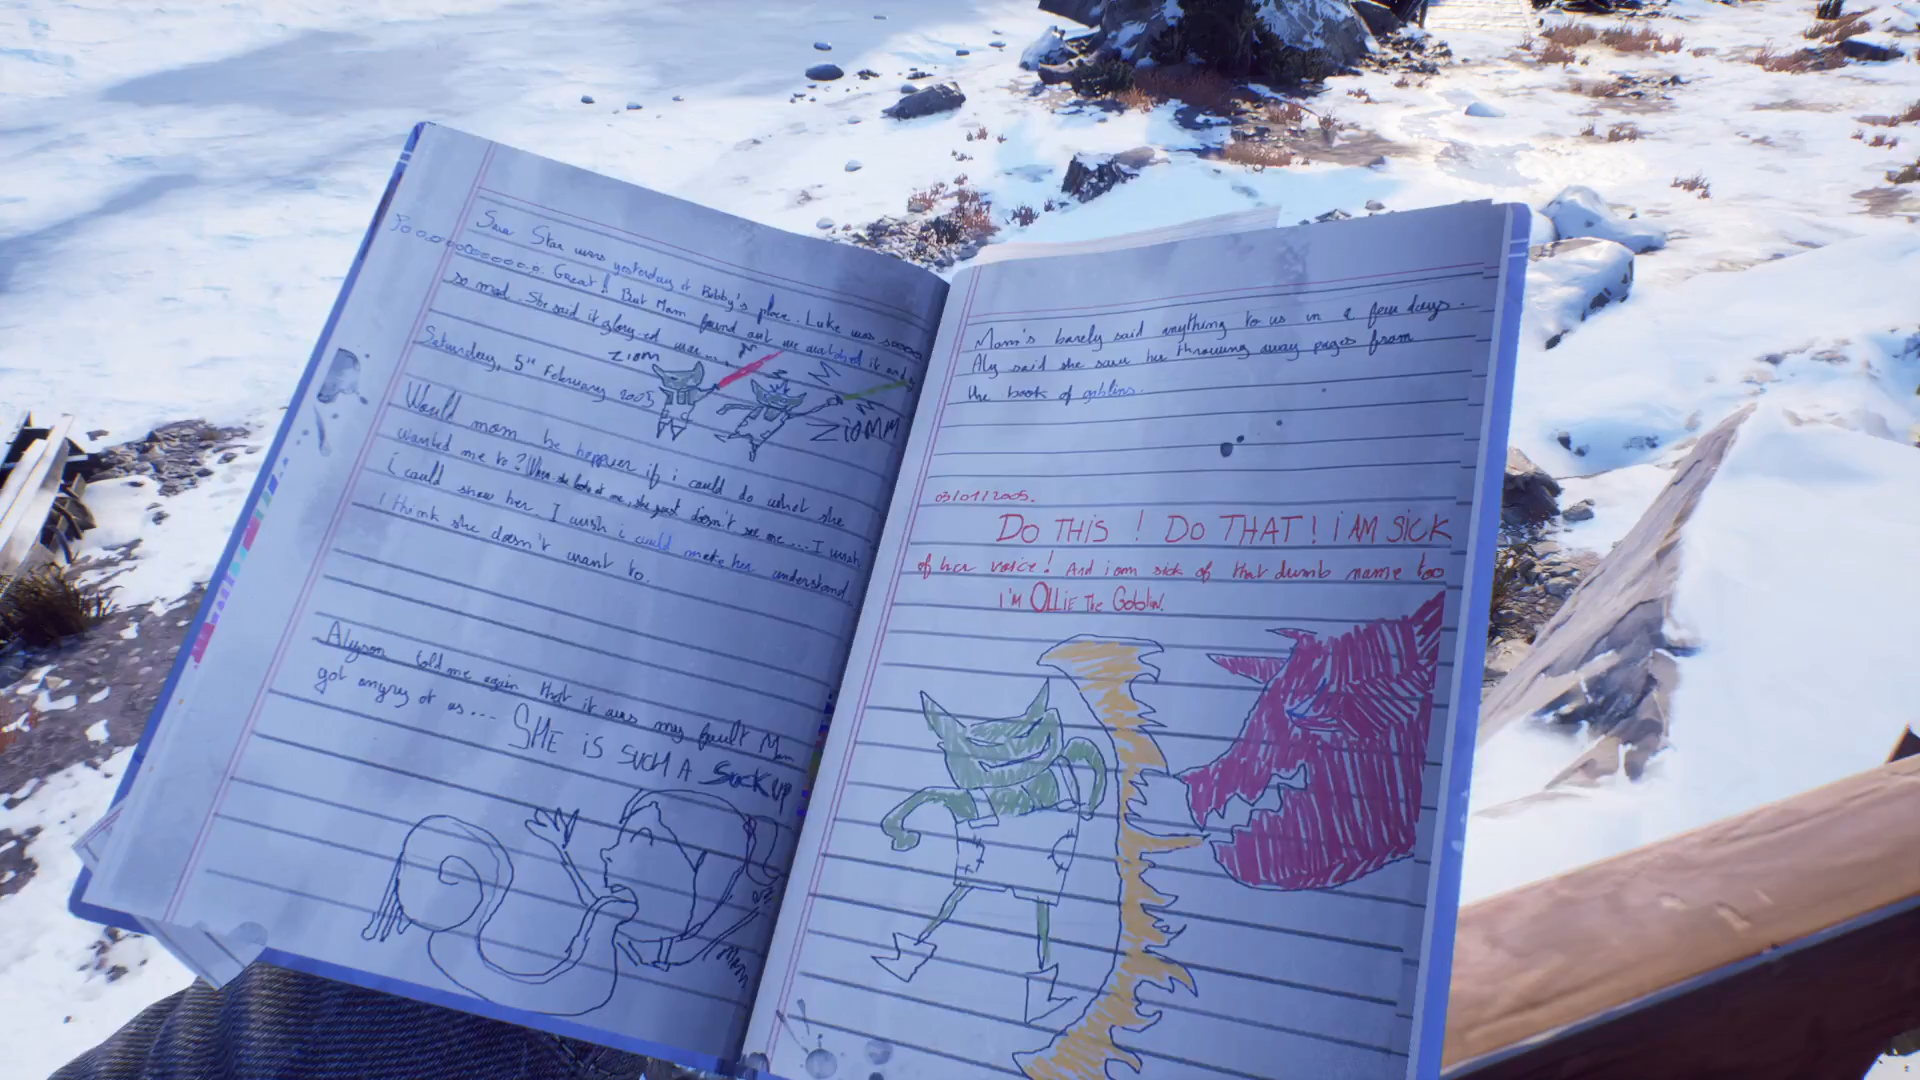 Star was yesterday at Bobby's place. Luke was soooo
oooooooooooo.. Great! But Mom found out we watched it and
so mad. She said it glory-ed war....
ZIOMM
Saturday, 5th February 2005
ZiOMM
Would mom be happier if i could do what she
wanted me to? When she looks at me, she just doesn't see me... I wish
i could show her. I wish i could make her understand.
I think she doesn't want to.
Alyson told me again that it was my fault Mom
got angry at us...
SHE iS SUCH A SUCK UP
Mom's barely said anything to us in a few days.
Aly said she saw her throwing away pages from
the book of goblins.
03/01/2005.
DO THiS! DO THAT! i AM SiCK
of her voice! And i am sick of that dumb name too
I'M OLLiE The Goblin!